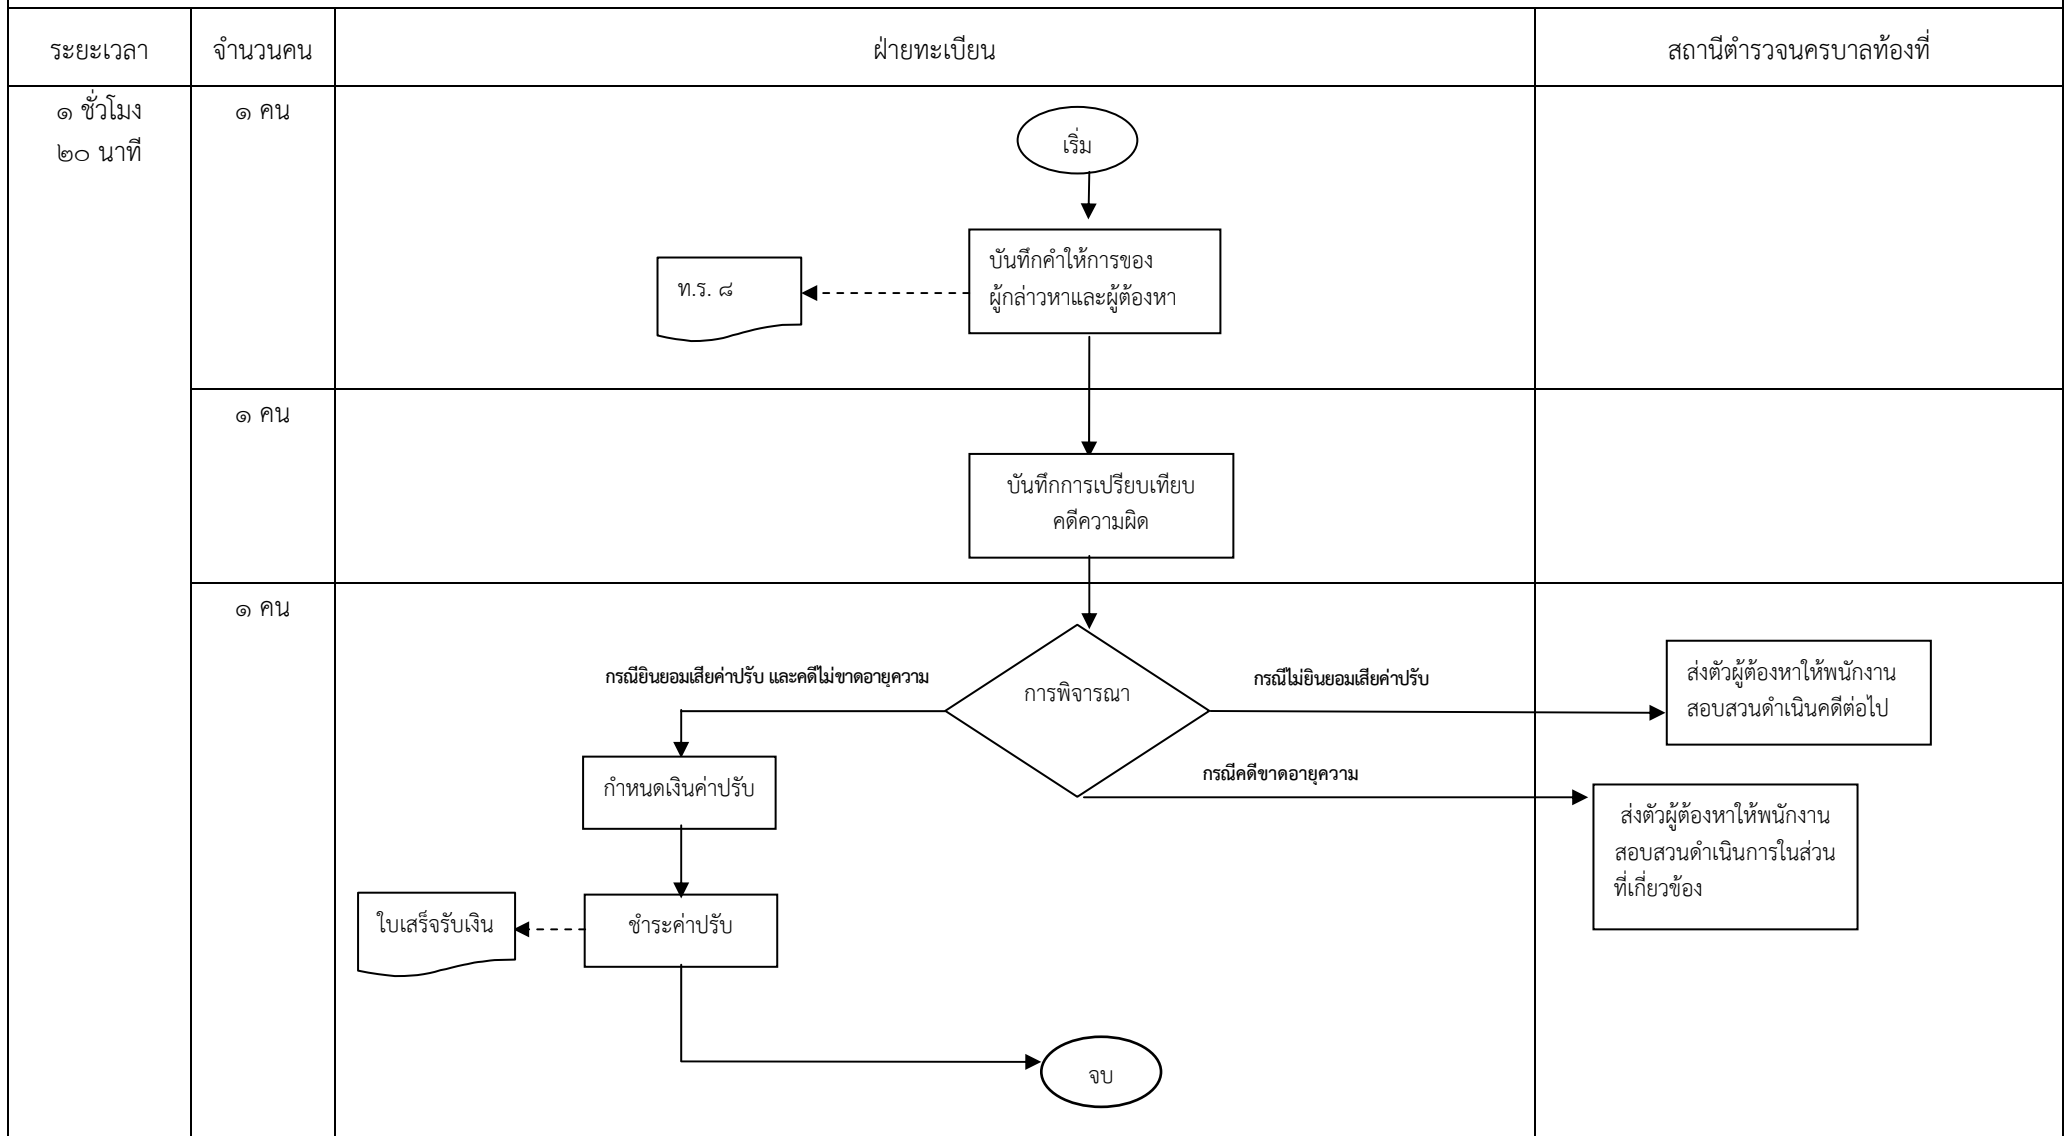 ระยะเวลา
จำนวนคน
ฝ่ายทะเบียน
สถานีตำรวจนครบาลท้องที่
๑ ชั่วโมง
๒๐ นาที
๑ คน
เริ่ม
บันทึกคำให้การของ
ผู้กล่าวหาและผู้ต้องหา
ท.ร. ๘
๑ คน
บันทึกการเปรียบเทียบ
คดีความผิด
๑ คน
กรณียินยอมเสียค่าปรับ และคดีไม่ขาดอายุความ
การพิจารณา
กรณีไม่ยินยอมเสียค่าปรับ
ส่งตัวผู้ต้องหาให้พนักงาน
สอบสวนดำเนินคดีต่อไป
กำหนดเงินค่าปรับ
กรณีคดีขาดอายุความ
ส่งตัวผู้ต้องหาให้พนักงาน
สอบสวนดำเนินการในส่วน
ที่เกี่ยวข้อง
ใบเสร็จรับเงิน
ชำระค่าปรับ
จบ